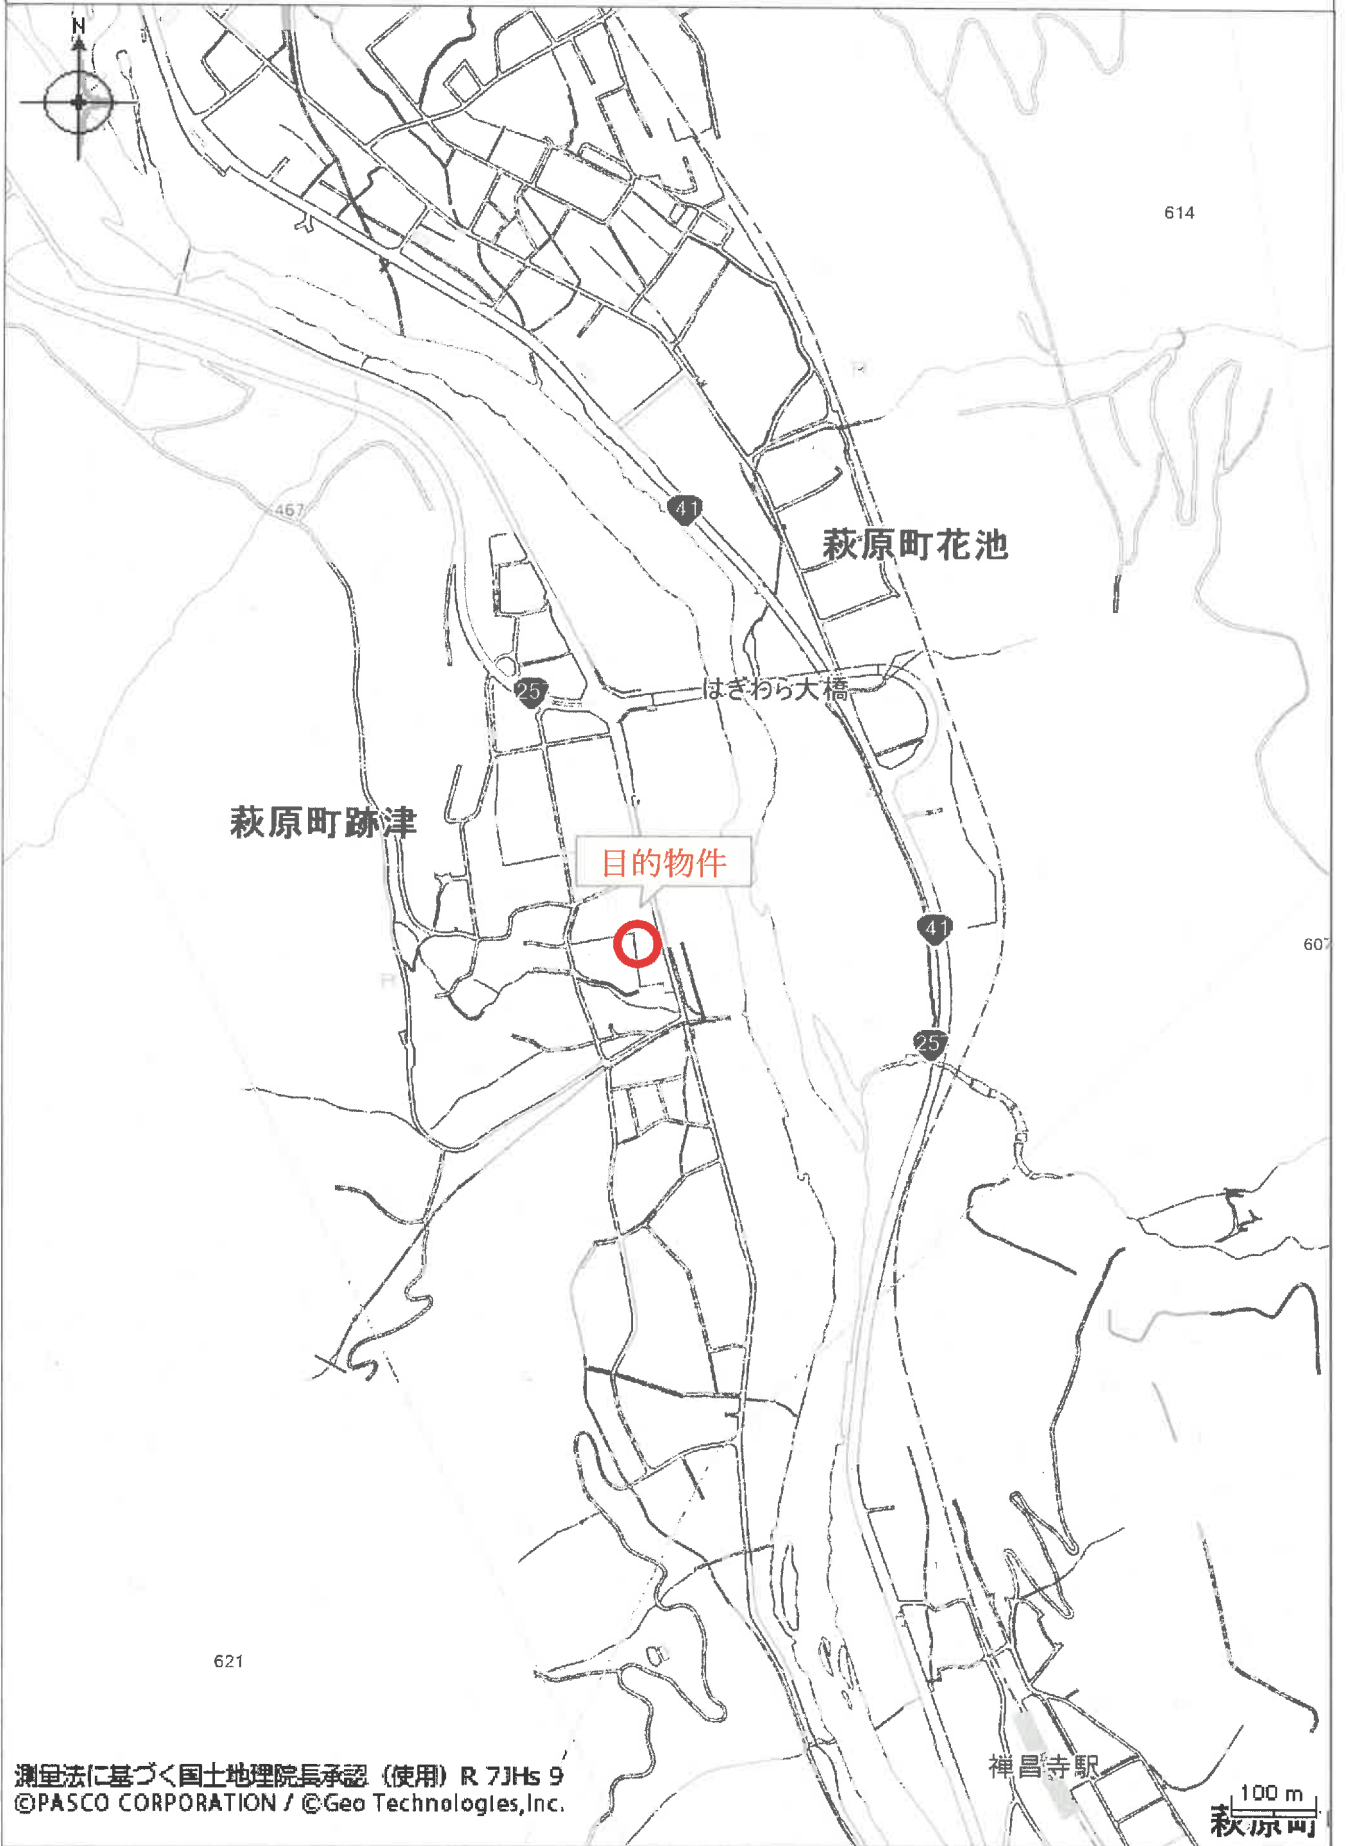 N
614
467
41
萩原町花池
25
はぎわら大橋
萩原町跡津
目的物件
41
607
25
621
禅昌寺駅
測量法に基づく国土地理院長承認（使用）R 7JHs 9
©PASCO CORPORATION / ©Geo Technologies,Inc.
100 m
萩原町